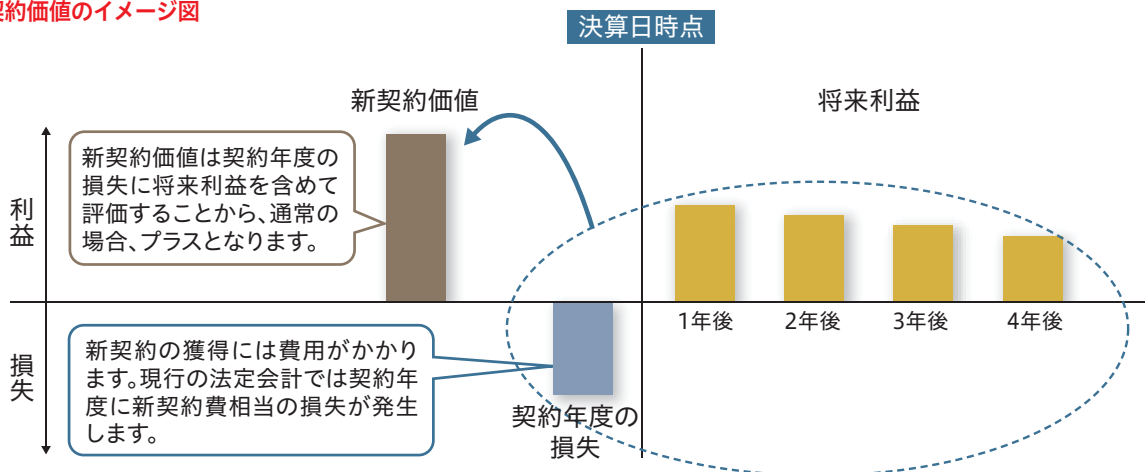 契約価値のイメージ図
決算日時点
新契約価値
将来利益
新契約価値は契約年度の
損失に将来利益を含めて
評価することから、通常の
場合、プラスとなります。
利益
1年後
2年後
3年後
4年後
損失
新契約の獲得には費用がかかり
ます。現行の法定会計では契約年
度に新契約費相当の損失が発生
します。
契約年度の
損失